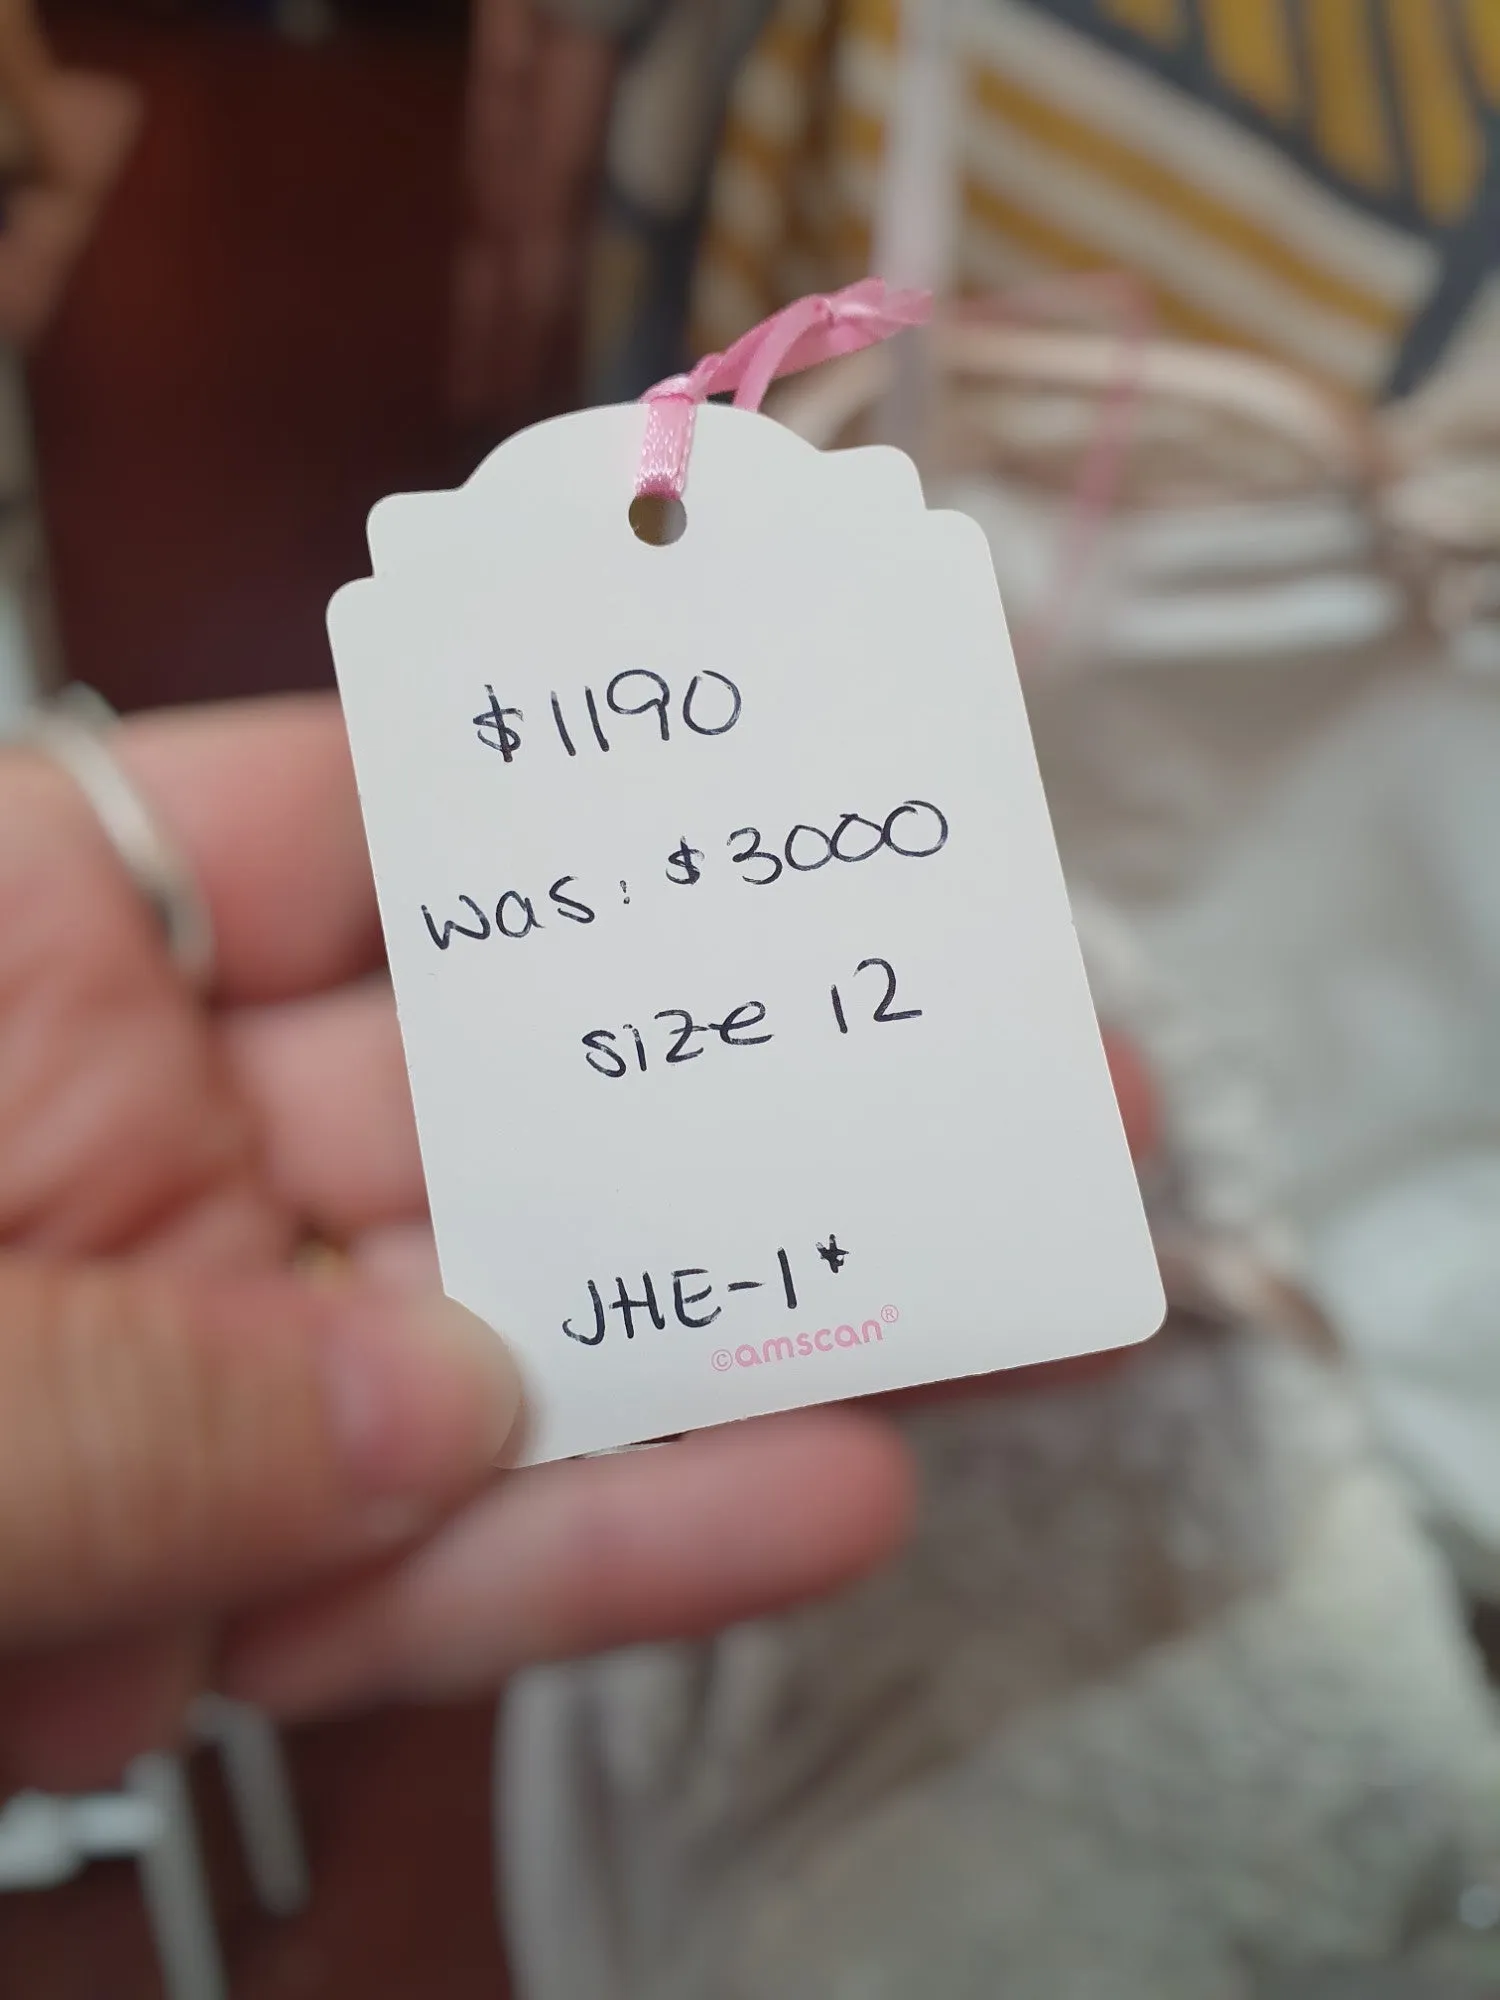 $1190
was: $3000
size 12
JHE-1*
©amscan®